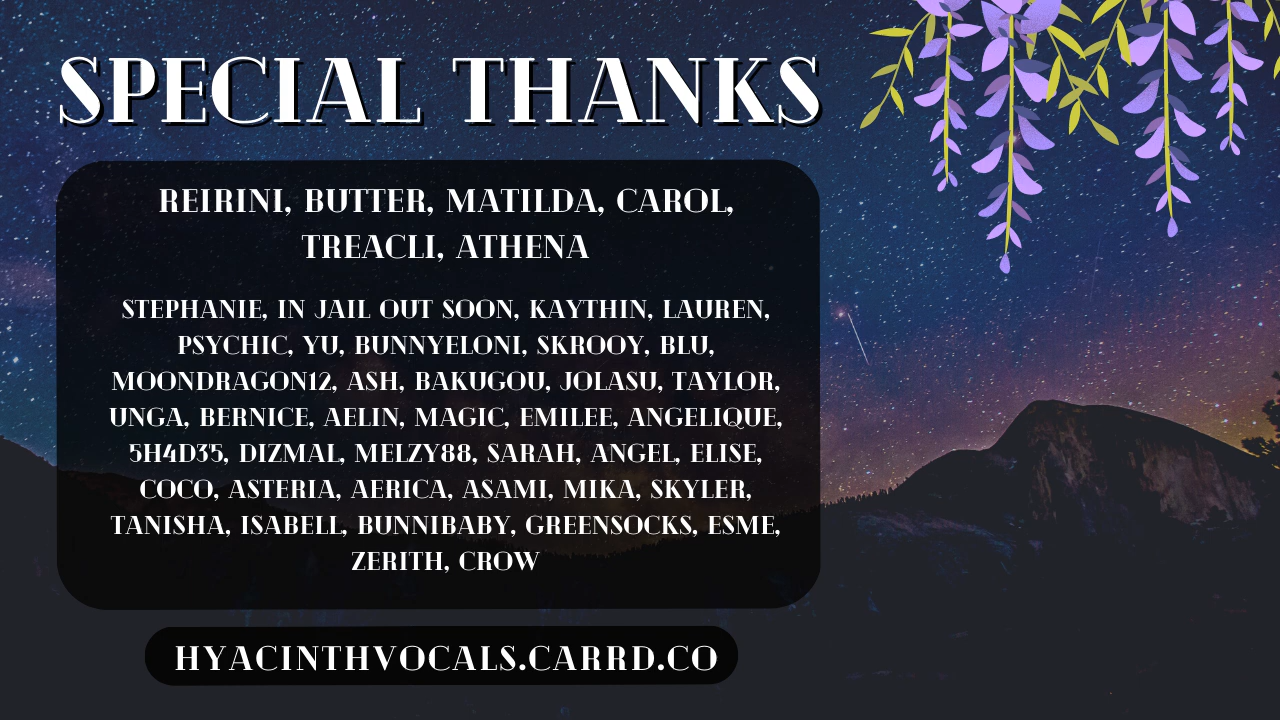 SPECIAL THANKS
REIRINI, BUTTER, MATILDA, CAROL,
TREACLI, ATHENA
STEPHANIE, IN JAIL OUT SOON, KAYTHIN, LAUREN,
PSYCHIC, YU, BUNNYELONI, SKROOY, BLU,
MOONDRAGON12, ASH, BAKUGOU, JOLASU, TAYLOR,
UNGA, BERNICE, AELIN, MAGIC, EMILEE, ANGELIQUE,
5H4D35, DIZMAL, MELZY88, SARAH, ANGEL, ELISE,
COCO, ASTERIA, AERICA, ASAMI, MIKA, SKYLER,
TANISHA, ISABELL, BUNNIBABY, GREENSOCKS, ESME,
ZERITH, CROW
HYACINTHVOCALS.CARRD.CO